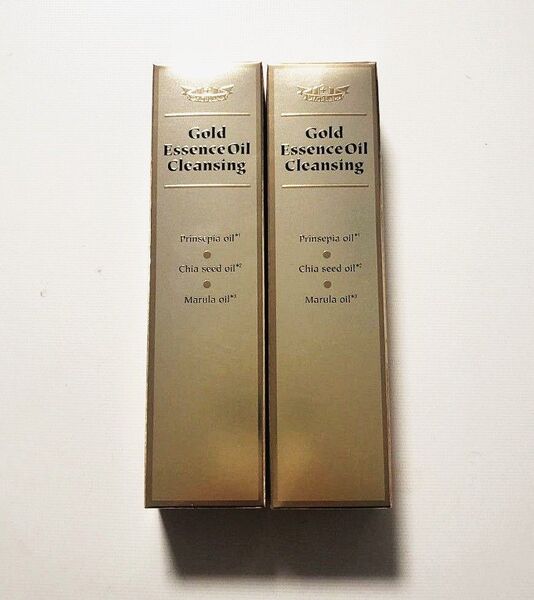 Gold
Essence Oil
Cleansing
Prinsepia oil*1
Chia seed oil*2
Marula oil*3
Gold
Essence Oil
Cleansing
Prinsepia oil*1
Chia seed oil*2
Marula oil*3